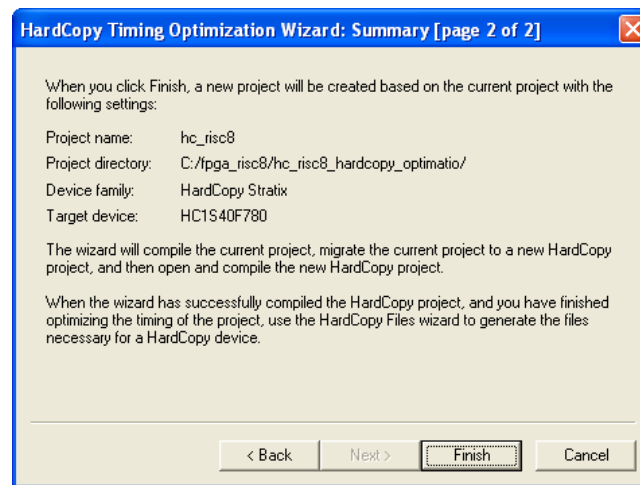 HardCopy Timing Optimization Wizard: Summary [page 2 of 2]
When you click Finish, a new project will be created based on the current project with the
following settings:
Project name: hc_risc8
Project directory: C:/fpga_risc8/hc_risc8_hardcopy_optimatio/
Device family: HardCopy Stratix
Target device: HC1S40F780
The wizard will compile the current project, migrate the current project to a new HardCopy
project, and then open and compile the new HardCopy project.
When the wizard has successfully compiled the HardCopy project, and you have finished
optimizing the timing of the project, use the HardCopy Files wizard to generate the files
necessary for a HardCopy device.
< Back Next > Finish Cancel